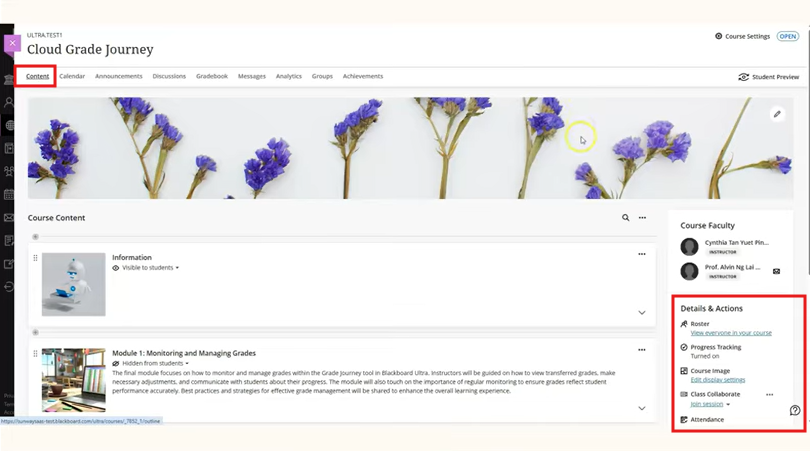 ULTRA.TEST1
Cloud Grade Journey
Course Settings OPEN
Content Calendar Announcements Discussions Gradebook Messages Analytics Groups Achievements
Student Preview
Course Content
Information
Visible to students
Module 1: Monitoring and Managing Grades
Hidden from students
The final module focuses on how to monitor and manage grades within the Grade Journey tool in Blackboard Ultra. Instructors will be guided on how to view transferred grades, make
necessary adjustments, and communicate with students about their progress. The module will also touch on the importance of regular monitoring to ensure grades reflect student
performance accurately. Best practices and strategies for effective grade management will be shared to enhance the overall learning experience.
Course Faculty
Cynthia Tan Yuet Pin...
INSTRUCTOR
Prof. Alvin Ng Lai ...
INSTRUCTOR
Details & Actions
Roster
View everyone in your course
Progress Tracking
Turned on
Course Image
Edit display settings
Class Collaborate
Join session
Attendance
Priv
Term
https://sunwaysaas-test.blackboard.com/ultra/courses/_7852_1/outline